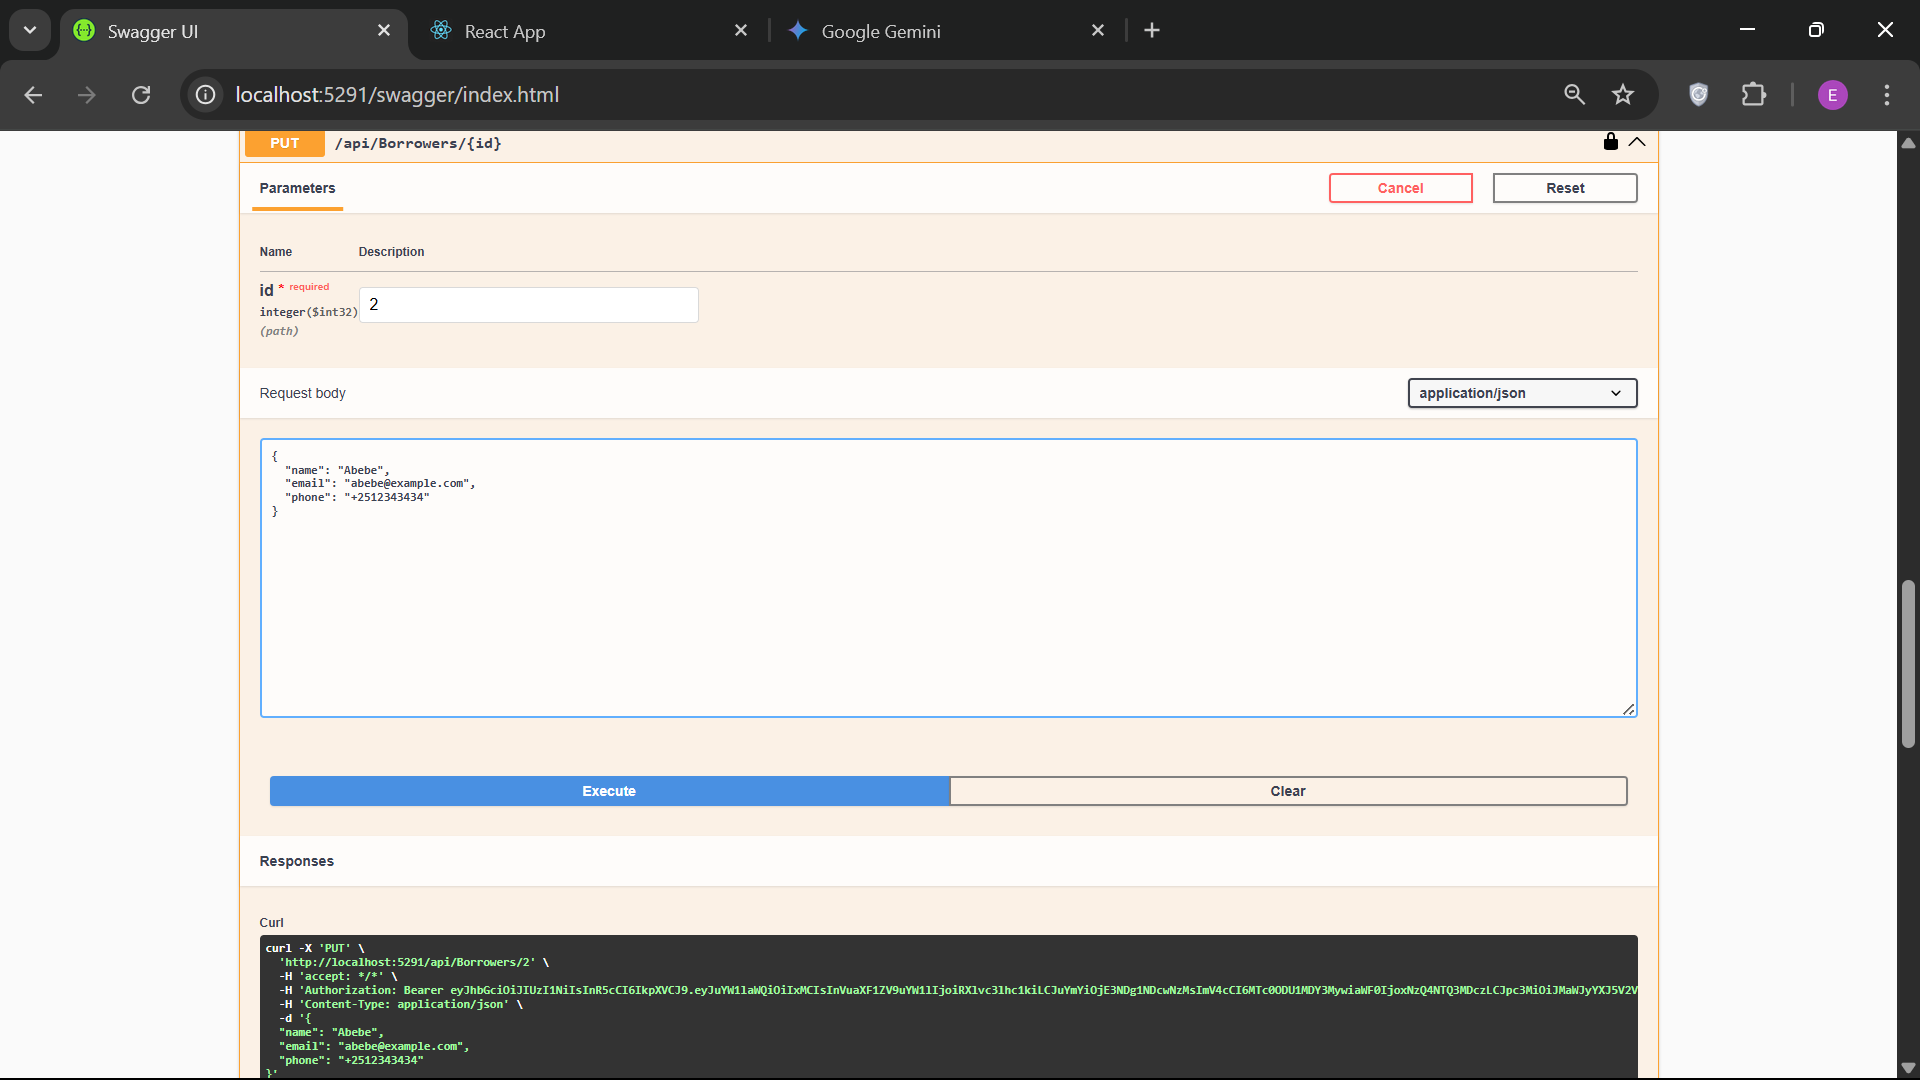 Swagger UI
React App
Google Gemini
localhost:5291/swagger/index.html
E
PUT /api/Borrowers/{id}
Parameters
Cancel
Reset
Name Description
id * required
integer($int32)
(path)
2
Request body
application/json
{
"name": "Abebe",
"email": "abebe@example.com",
"phone": "+2512343434"
}
Execute
Clear
Responses
Curl
curl -X 'PUT' \
'http://localhost:5291/api/Borrowers/2' \
-H 'accept: */*' \
-H 'Authorization: Bearer
-H 'Content-Type: application/json' \
-d '{
"name": "Abebe",
"email": "abebe@example.com",
"phone": "+2512343434"
}'